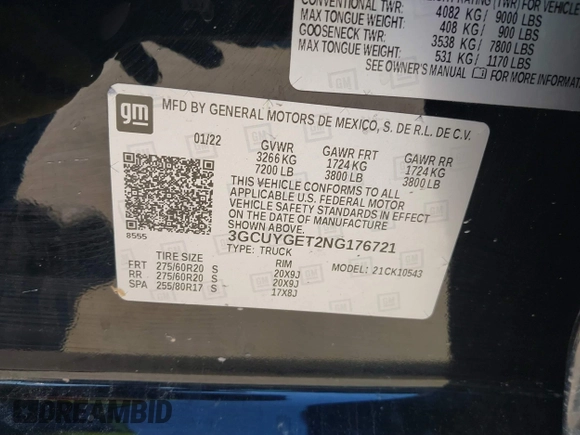 RATING (TWR) FOR VEHICLE
CONVENTIONAL TWR: 4082 KG / 9000 LBS
MAX TONGUE WEIGHT: 408 KG / 900 LBS
GOOSENECK TWR: 3538 KG / 7800 LBS
MAX TONGUE WEIGHT: 531 KG / 1170 LBS
SEE OWNER'S MANUAL
gm MFD BY GENERAL MOTORS DE MEXICO, S. DE R.L. DE C.V.
01/22 GVWR GAWR FRT GAWR RR
3266 KG 1724 KG 1724 KG
7200 LB 3800 LB 3800 LB
THIS VEHICLE CONFORMS TO ALL
APPLICABLE U.S. FEDERAL MOTOR
VEHICLE SAFETY STANDARDS IN
EFFECT ON THE DATE OF
MANUFACTURE SHOWN ABOVE.
8555 3GCUYGET2NG176721
TYPE: TRUCK MODEL: 21CK10543
TIRE SIZE RIM
FRT 275/60R20 S 20X9J
RR 275/60R20 S 20X9J
SPA 255/80R17 S 17X8J
DREAMBID